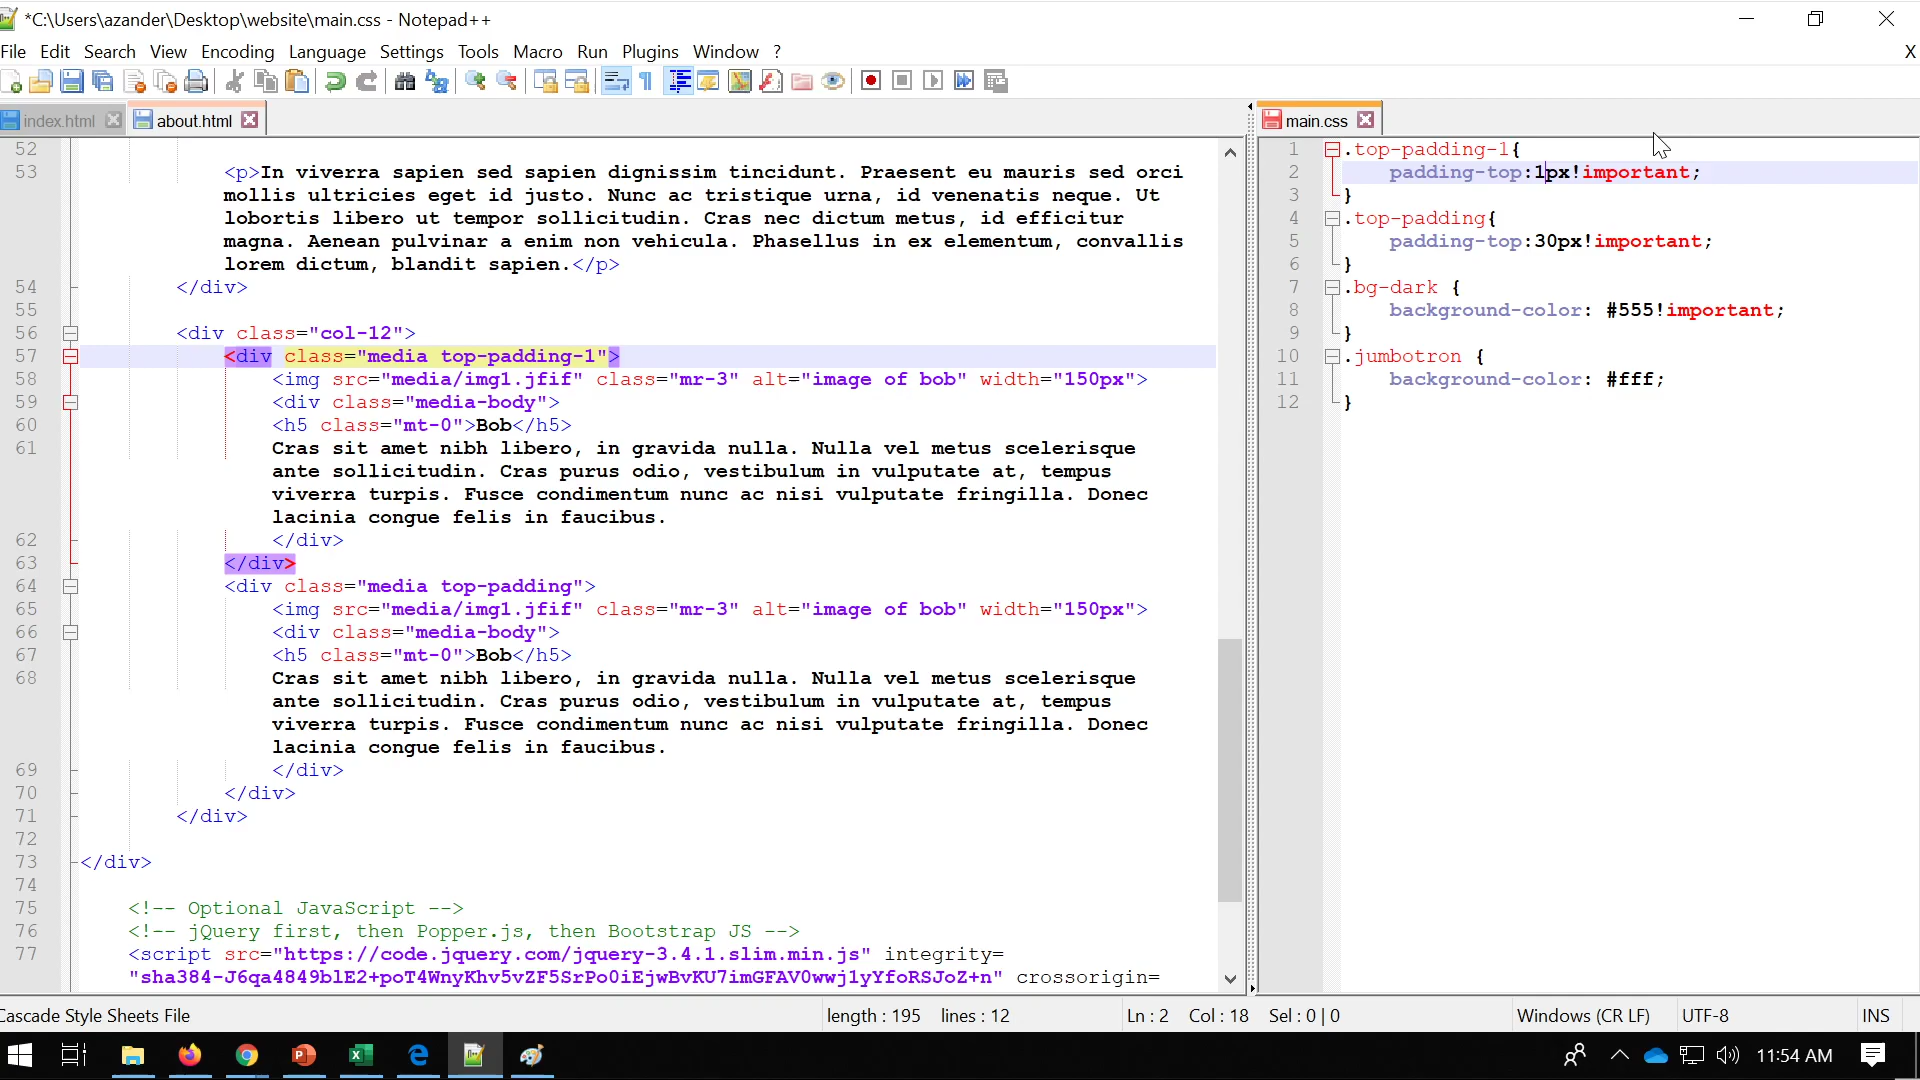 *C:\Users\azander\Desktop\website\main.css - Notepad++
File Edit Search View Encoding Language Settings Tools Macro Run Plugins Window ? X
index.html about.html main.css
52
53 <p>In viverra sapien sed sapien dignissim tincidunt. Praesent eu mauris sed orci
mollis ultricies eget id justo. Nunc ac tristique urna, id venenatis neque. Ut
lobortis libero ut tempor sollicitudin. Cras nec dictum metus, id efficitur
magna. Aenean pulvinar a enim non vehicula. Phasellus in ex elementum, convallis
lorem dictum, blandit sapien.</p>
54 </div>
55
56 <div class="col-12">
57 <div class="media top-padding-1">
58 <img src="media/img1.jfif" class="mr-3" alt="image of bob" width="150px">
59 <div class="media-body">
60 <h5 class="mt-0">Bob</h5>
61 Cras sit amet nibh libero, in gravida nulla. Nulla vel metus scelerisque
ante sollicitudin. Cras purus odio, vestibulum in vulputate at, tempus
viverra turpis. Fusce condimentum nunc ac nisi vulputate fringilla. Donec
lacinia congue felis in faucibus.
62 </div>
63 </div>
64 <div class="media top-padding">
65 <img src="media/img1.jfif" class="mr-3" alt="image of bob" width="150px">
66 <div class="media-body">
67 <h5 class="mt-0">Bob</h5>
68 Cras sit amet nibh libero, in gravida nulla. Nulla vel metus scelerisque
ante sollicitudin. Cras purus odio, vestibulum in vulputate at, tempus
viverra turpis. Fusce condimentum nunc ac nisi vulputate fringilla. Donec
lacinia congue felis in faucibus.
69 </div>
70 </div>
71 </div>
72
73 </div>
74
75 <!-- Optional JavaScript -->
76 <!-- jQuery first, then Popper.js, then Bootstrap JS -->
77 <script src="https://code.jquery.com/jquery-3.4.1.slim.min.js" integrity=
"sha384-J6qa4849blE2+poT4WnyKhv5vZF5SrPo0iEjwBvKU7imGFAV0wwj1yYfoRSJoZ+n" crossorigin=
1 .top-padding-1{
2 padding-top:1px!important;
3 }
4 .top-padding{
5 padding-top:30px!important;
6 }
7 .bg-dark {
8 background-color: #555!important;
9 }
10 .jumbotron {
11 background-color: #fff;
12 }
Cascade Style Sheets File length : 195 lines : 12 Ln : 2 Col : 18 Sel : 0 | 0 Windows (CR LF) UTF-8 INS
11:54 AM